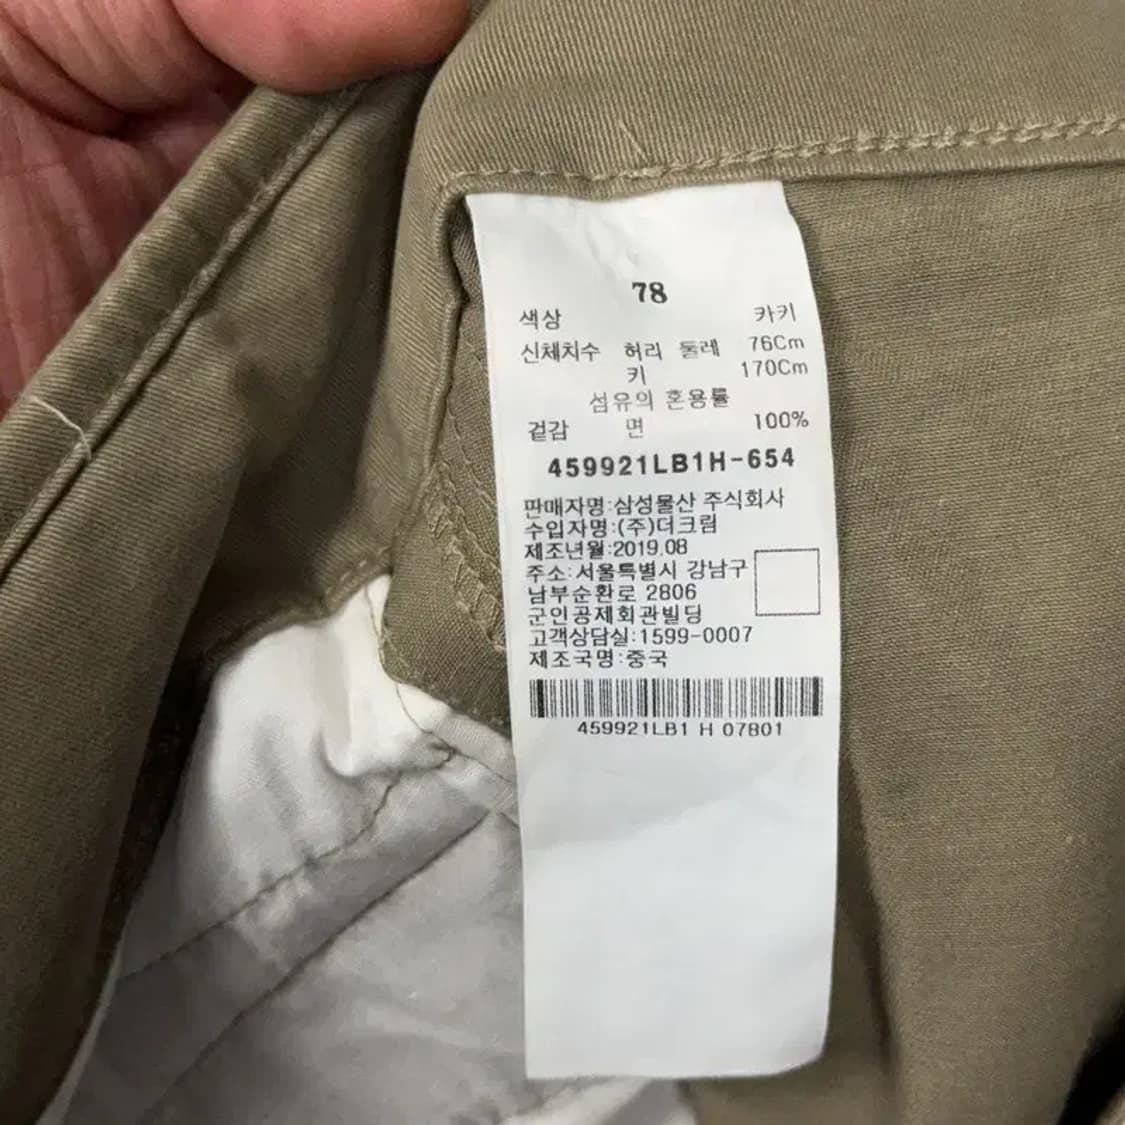 78
색상 카키
신체치수 허리 둘레 76Cm
키 170Cm
섬유의 혼용률
겉감 면 100%
459921LB1H-654
판매자명:삼성물산 주식회사
수입자명:(주)더크림
제조년월:2019.08
주소:서울특별시 강남구
남부순환로 2806
군인공제회관빌딩
고객상담실:1599-0007
제조국명:중국
459921LB1 H 07801